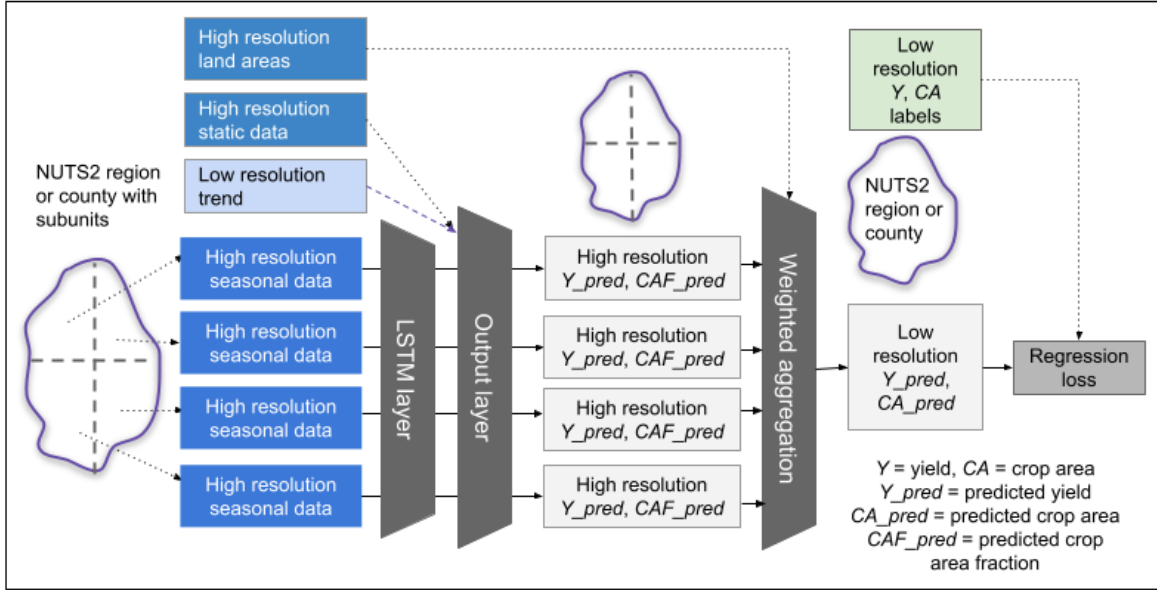 High resolution
land areas
High resolution
static data
Low resolution
trend
NUTS2 region
or county with
subunits
High resolution
seasonal data
High resolution
seasonal data
High resolution
seasonal data
High resolution
seasonal data
LSTM layer
Output layer
High resolution
Y_pred, CAF_pred
High resolution
Y_pred, CAF_pred
High resolution
Y_pred, CAF_pred
High resolution
Y_pred, CAF_pred
Weighted aggregation
Low
resolution
Y, CA
labels
NUTS2
region or
county
Low
resolution
Y_pred,
CA_pred
Regression
loss
Y = yield, CA = crop area
Y_pred = predicted yield
CA_pred = predicted crop area
CAF_pred = predicted crop
area fraction